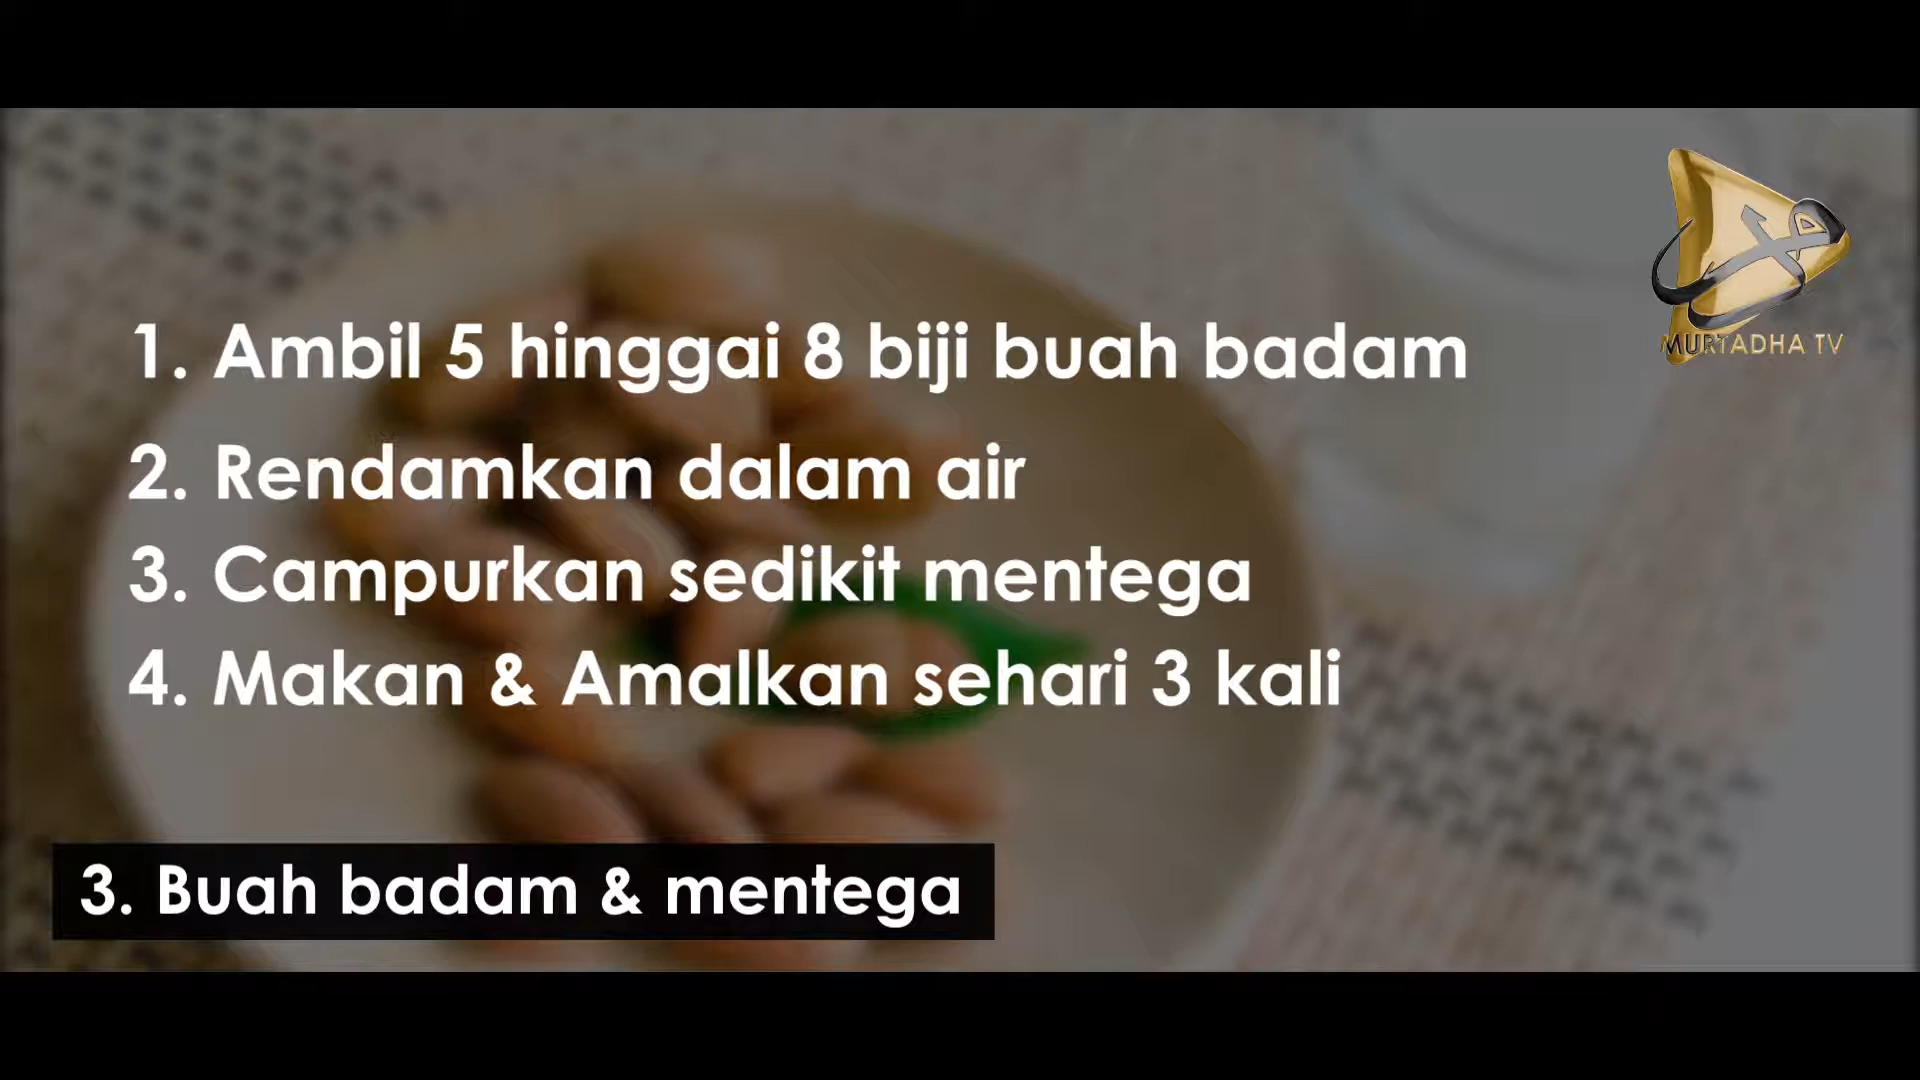 MURTADHA TV
1. Ambil 5 hinggai 8 biji buah badam
2. Rendamkan dalam air
3. Campurkan sedikit mentega
4. Makan & Amalkan sehari 3 kali
3. Buah badam & mentega